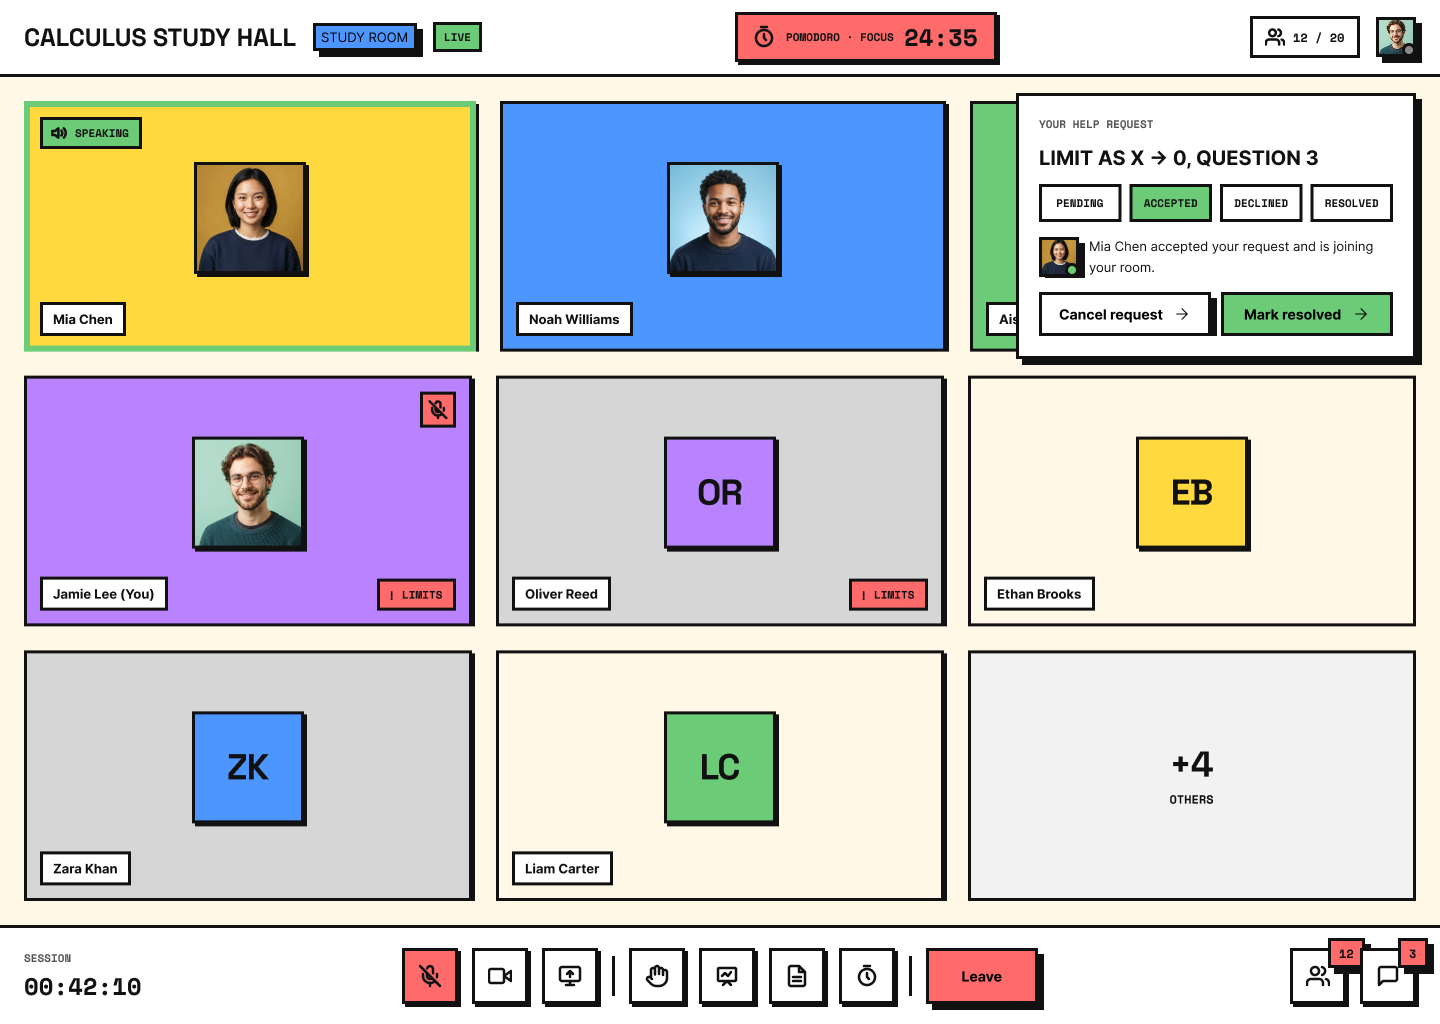 CALCULUS STUDY HALL
STUDY ROOM
LIVE
POMODORO · FOCUS 24:35
12 / 20
SPEAKING
Mia Chen
Noah Williams
Ais
YOUR HELP REQUEST
LIMIT AS X → 0, QUESTION 3
PENDING
ACCEPTED
DECLINED
RESOLVED
Mia Chen accepted your request and is joining
your room.
Cancel request →
Mark resolved →
Jamie Lee (You)
! LIMITS
OR
Oliver Reed
! LIMITS
EB
Ethan Brooks
ZK
Zara Khan
LC
Liam Carter
+4
OTHERS
SESSION
00:42:10
Leave
12
3